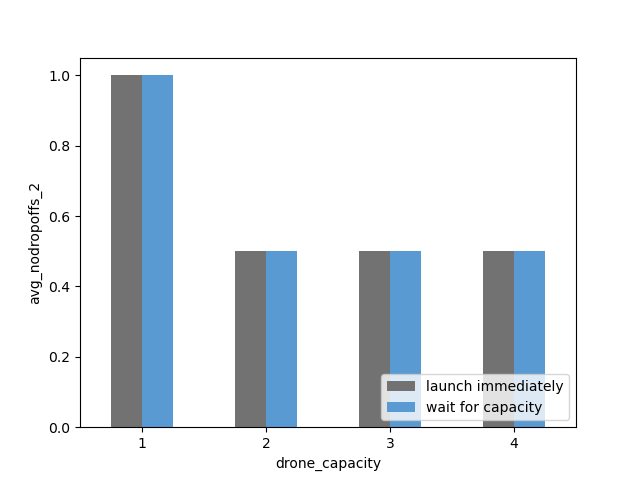 1.0
0.8
0.6
0.4
0.2
0.0
avg_nodropoffs_2
launch immediately
wait for capacity
1 2 3 4
drone_capacity